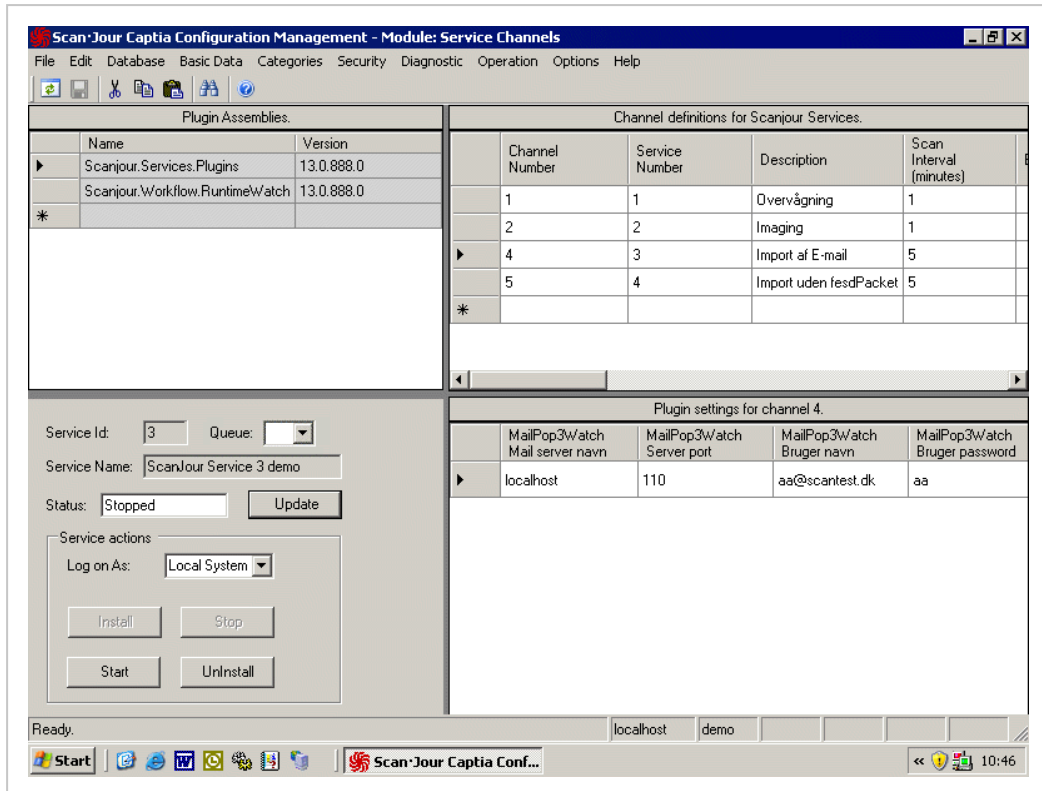 Scan·Jour Captia Configuration Management - Module: Service Channels
File Edit Database Basic Data Categories Security Diagnostic Operation Options Help
Plugin Assemblies.
Name Version
Scanjour.Services.Plugins 13.0.888.0
Scanjour.Workflow.RuntimeWatch 13.0.888.0
Channel definitions for Scanjour Services.
Channel Number Service Number Description Scan Interval (minutes)
1 1 Overvågning 1
2 2 Imaging 1
4 3 Import af E-mail 5
5 4 Import uden fesdPacket 5
Service Id: 3 Queue:
Service Name: ScanJour Service 3 demo
Status: Stopped Update
Service actions
Log on As: Local System
Install Stop
Start UnInstall
Plugin settings for channel 4.
MailPop3Watch Mail server navn MailPop3Watch Server port MailPop3Watch Bruger navn MailPop3Watch Bruger password
localhost 110 aa@scantest.dk aa
Ready. localhost demo
Start Scan·Jour Captia Conf... « 10:46